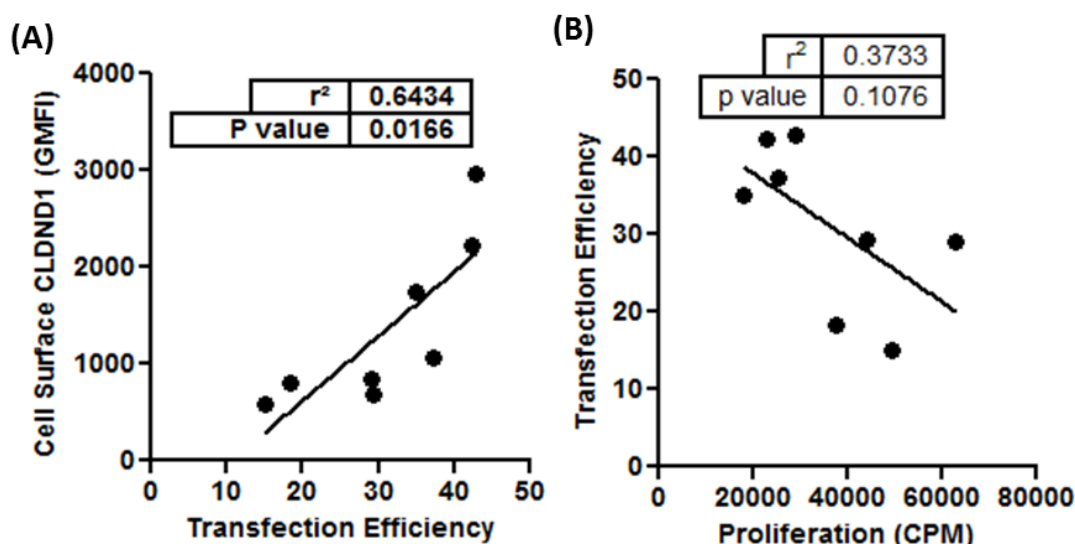 (A)
r² 0.6434
P value 0.0166
Cell Surface CLDND1 (GMFI)
4000
3000
2000
1000
0
0 10 20 30 40 50
Transfection Efficiency
(B)
r² 0.3733
p value 0.1076
Transfection Efficiency
50
40
30
20
10
0
0 20000 40000 60000 80000
Proliferation (CPM)